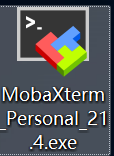 >_
MobaXterm
_Personal_21
.4.exe